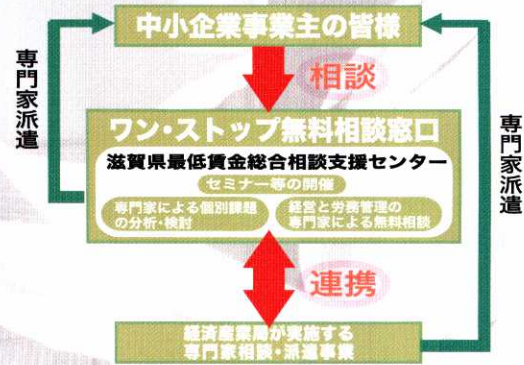 中小企業事業主の皆様
専門家派遣
相談
ワン・ストップ無料相談窓口
滋賀県最低賃金総合相談支援センター
セミナー等の開催
専門家による個別課題
の分析・検討
経営と労務管理の
専門家による無料相談
専門家派遣
連携
経済産業局が実施する
専門家相談・派遣事業